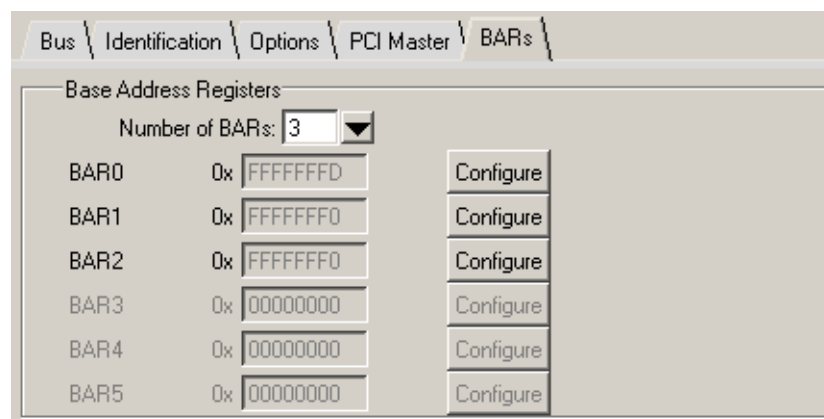 Bus Identification Options PCI Master BARs
Base Address Registers
Number of BARs: 3
BAR0 0x FFFFFFFD Configure
BAR1 0x FFFFFFF0 Configure
BAR2 0x FFFFFFF0 Configure
BAR3 0x 00000000 Configure
BAR4 0x 00000000 Configure
BAR5 0x 00000000 Configure